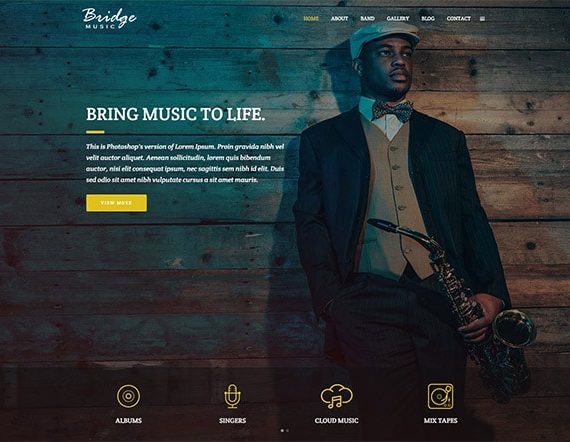 Bridge
MUSIC
HOME ABOUT BAND GALLERY BLOG CONTACT
BRING MUSIC TO LIFE.
This is Photoshop's version of Lorem Ipsum. Proin gravida nibh vel
velit auctor aliquet. Aenean sollicitudin, lorem quis bibendum
auctor, nisi elit consequat ipsum, nec sagittis sem nibh id elit. Duis
sed odio sit amet nibh vulputate cursus a sit amet mauris.
VIEW MORE
ALBUMS SINGERS CLOUD MUSIC MIX TAPES